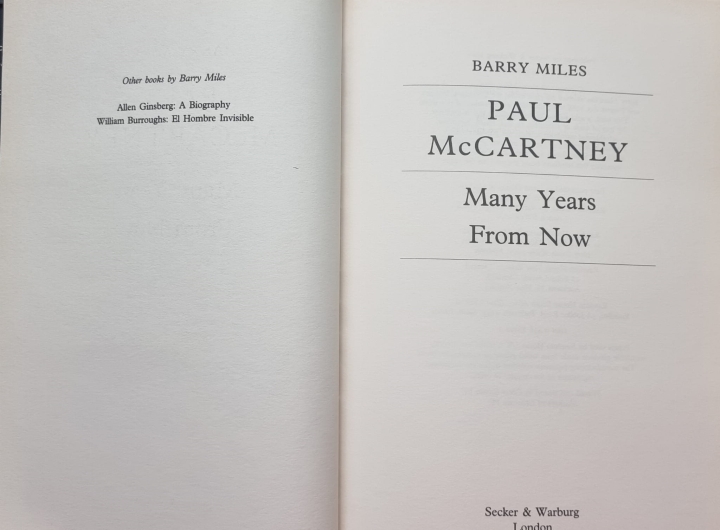 Other books by Barry Miles
Allen Ginsberg: A Biography
William Burroughs: El Hombre Invisible
BARRY MILES
PAUL
McCARTNEY
Many Years
From Now
Secker & Warburg
London